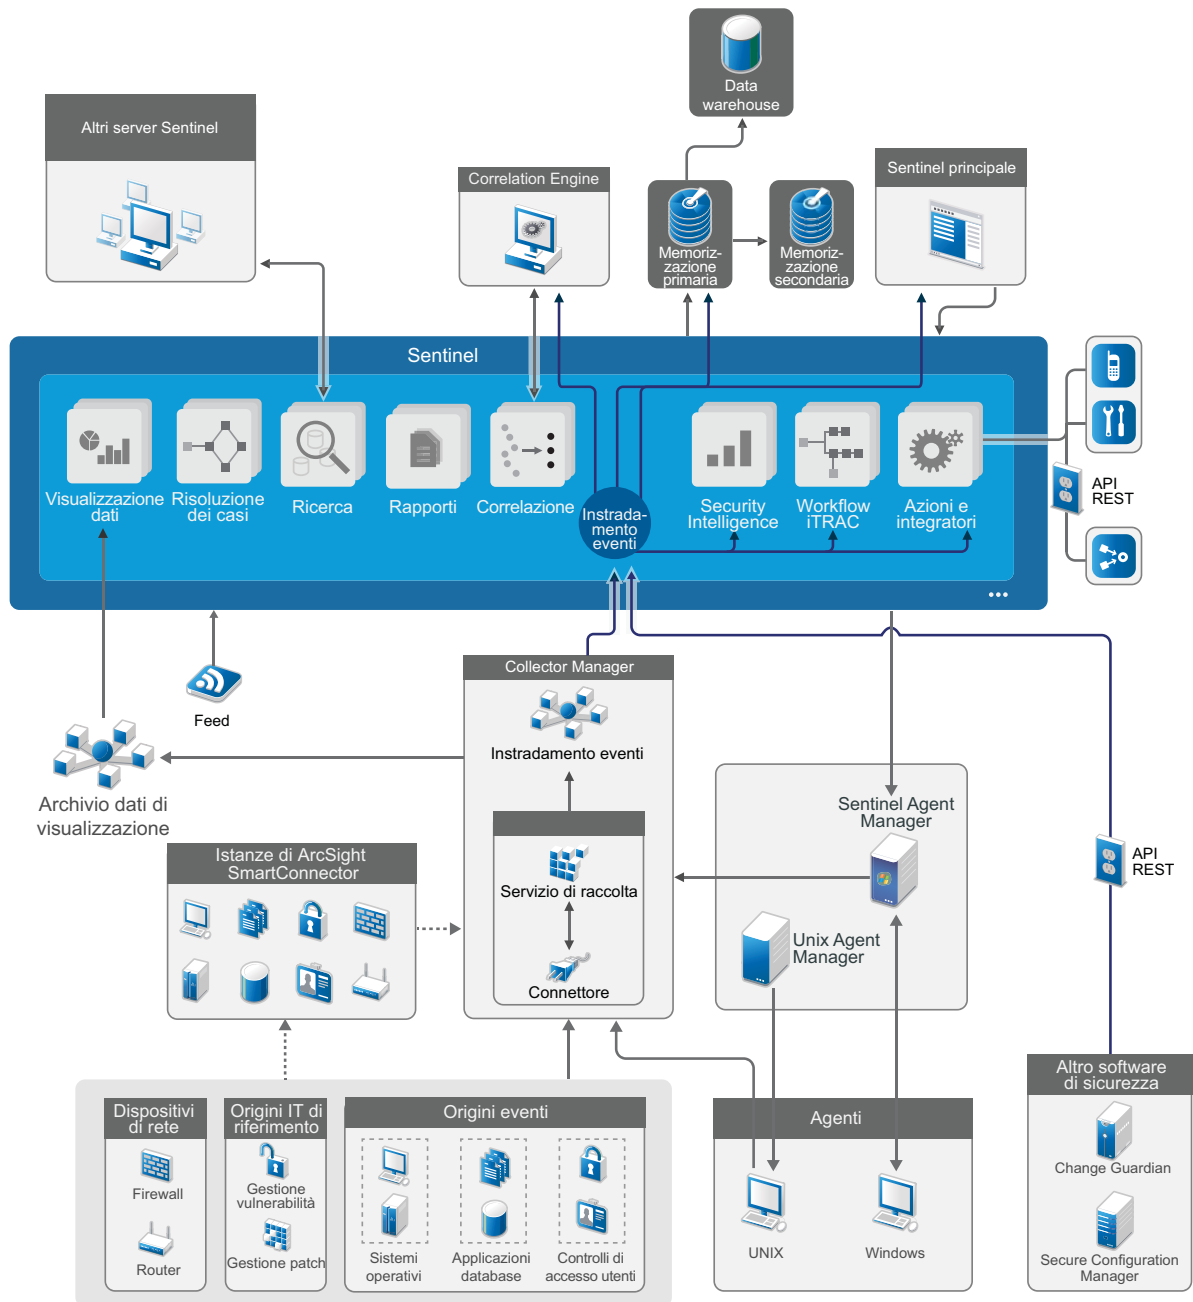 Data
warehouse
Altri server Sentinel
Correlation Engine
Memoriz-
zazione
primaria
Memoriz-
zazione
secondaria
Sentinel principale
Sentinel
Visualizzazione
dati
Risoluzione
dei casi
Ricerca
Rapporti
Correlazione
Instrada-
mento
eventi
Security
Intelligence
Workflow
iTRAC
Azioni e
integratori
API
REST
Feed
Archivio dati di
visualizzazione
Collector Manager
Instradamento eventi
Servizio di raccolta
Connettore
Istanze di ArcSight
SmartConnector
Sentinel Agent
Manager
Unix Agent
Manager
API
REST
Dispositivi
di rete
Firewall
Router
Origini IT di
riferimento
Gestione
vulnerabilità
Gestione patch
Origini eventi
Sistemi
operativi
Applicazioni
database
Controlli di
accesso utenti
Agenti
UNIX
Windows
Altro software
di sicurezza
Change Guardian
Secure Configuration
Manager